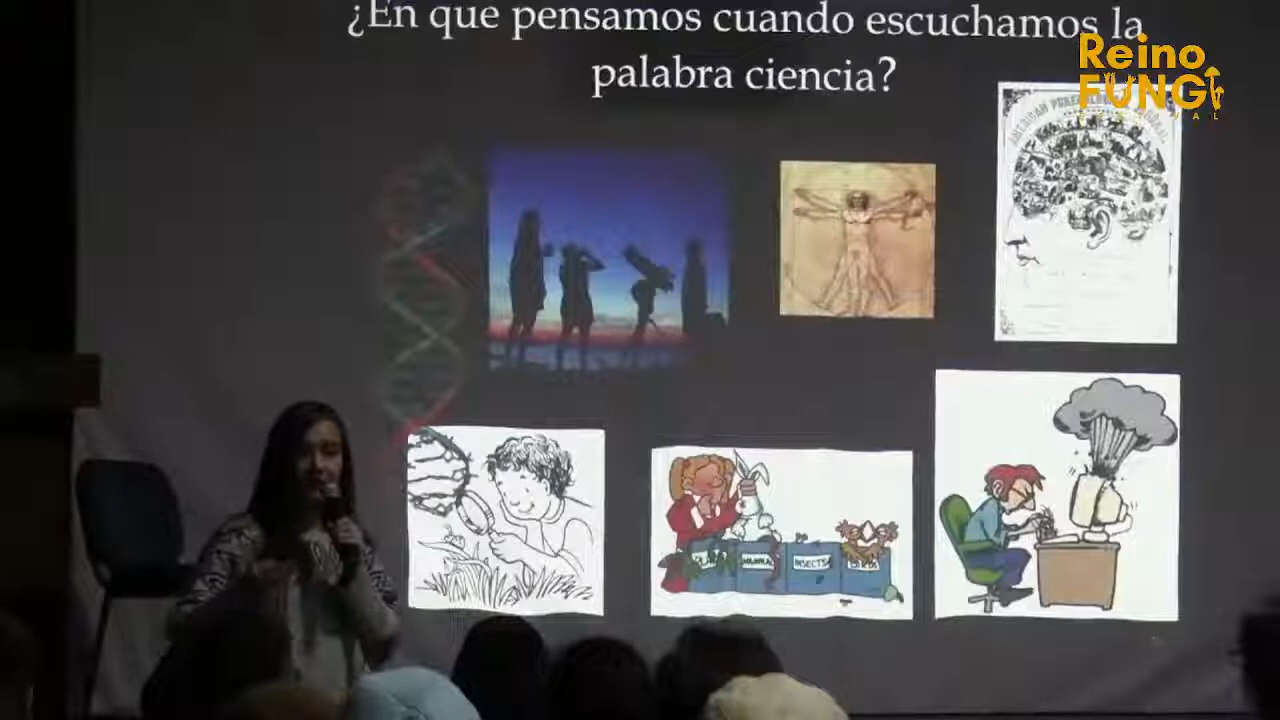 ¿En que pensamos cuando escuchamos la
palabra ciencia?
Reino
FUNGI
INSECTS